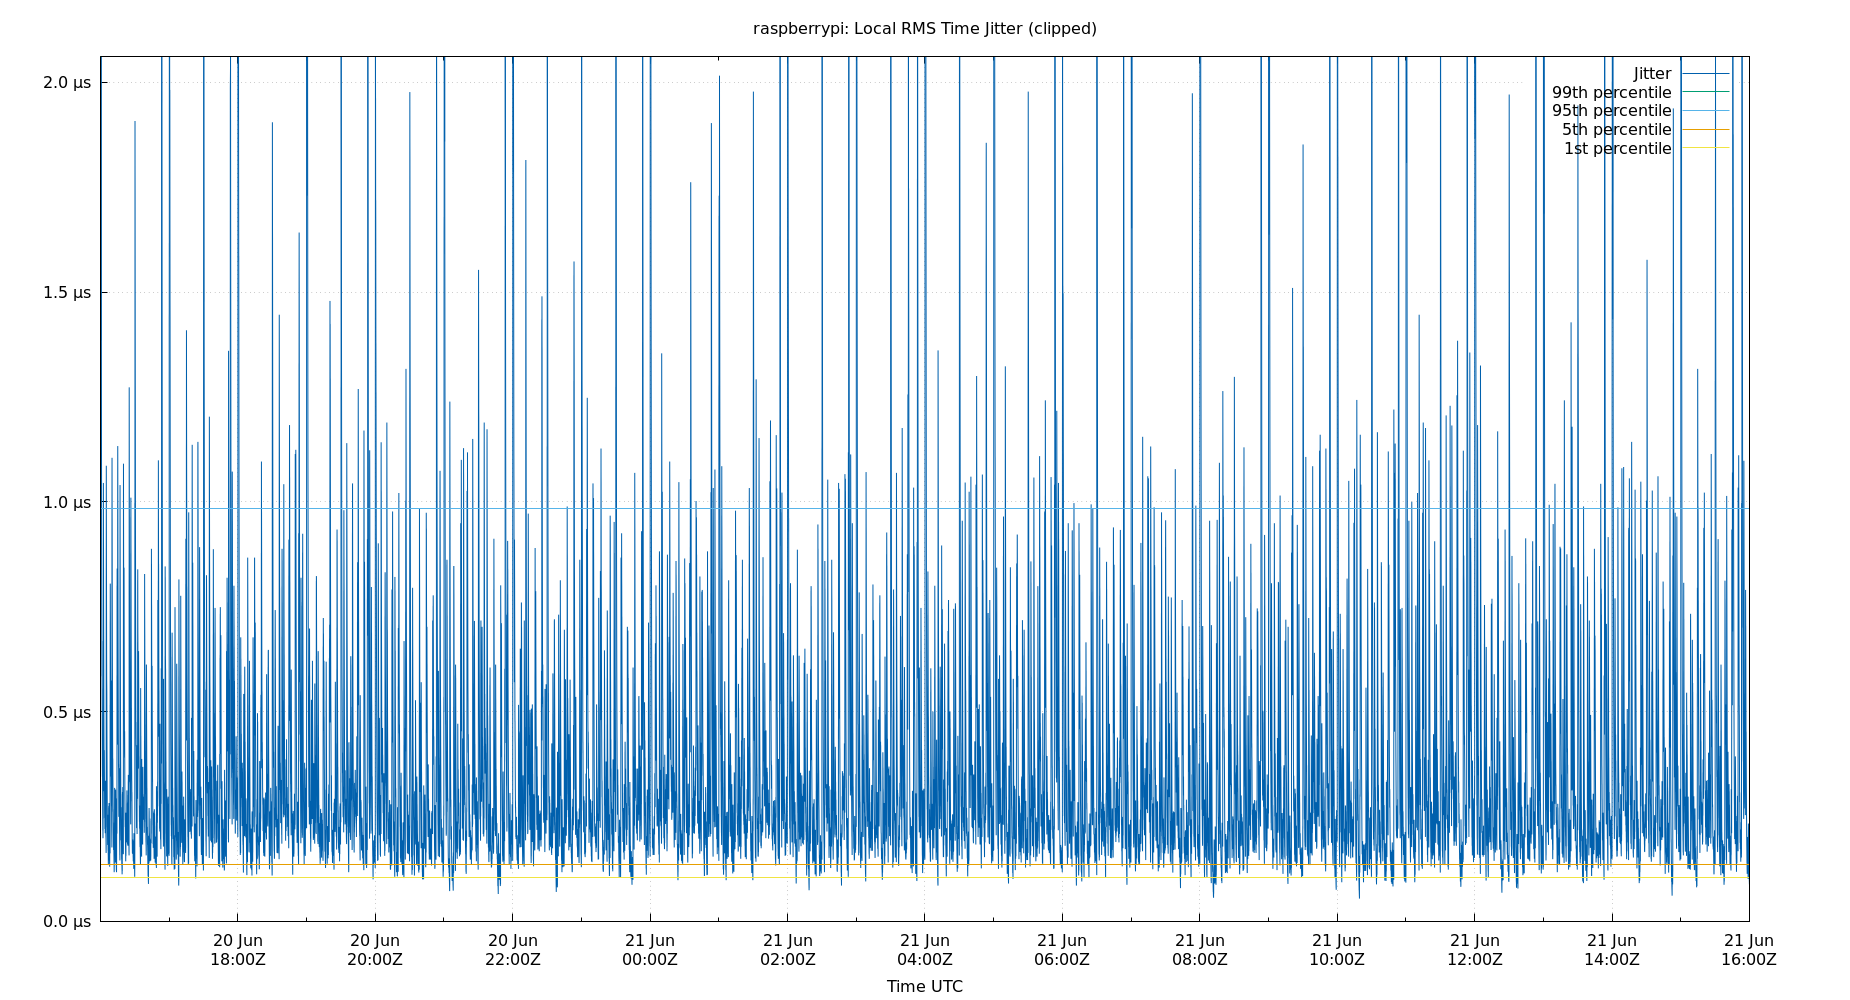 raspberrypi: Local RMS Time Jitter (clipped)
2.0 µs
1.5 µs
1.0 µs
0.5 µs
0.0 µs
Jitter
99th percentile
95th percentile
5th percentile
1st percentile
20 Jun 20 Jun 20 Jun 21 Jun 21 Jun 21 Jun 21 Jun 21 Jun 21 Jun 21 Jun 21 Jun 21 Jun
18:00Z 20:00Z 22:00Z 00:00Z 02:00Z 04:00Z 06:00Z 08:00Z 10:00Z 12:00Z 14:00Z 16:00Z
Time UTC